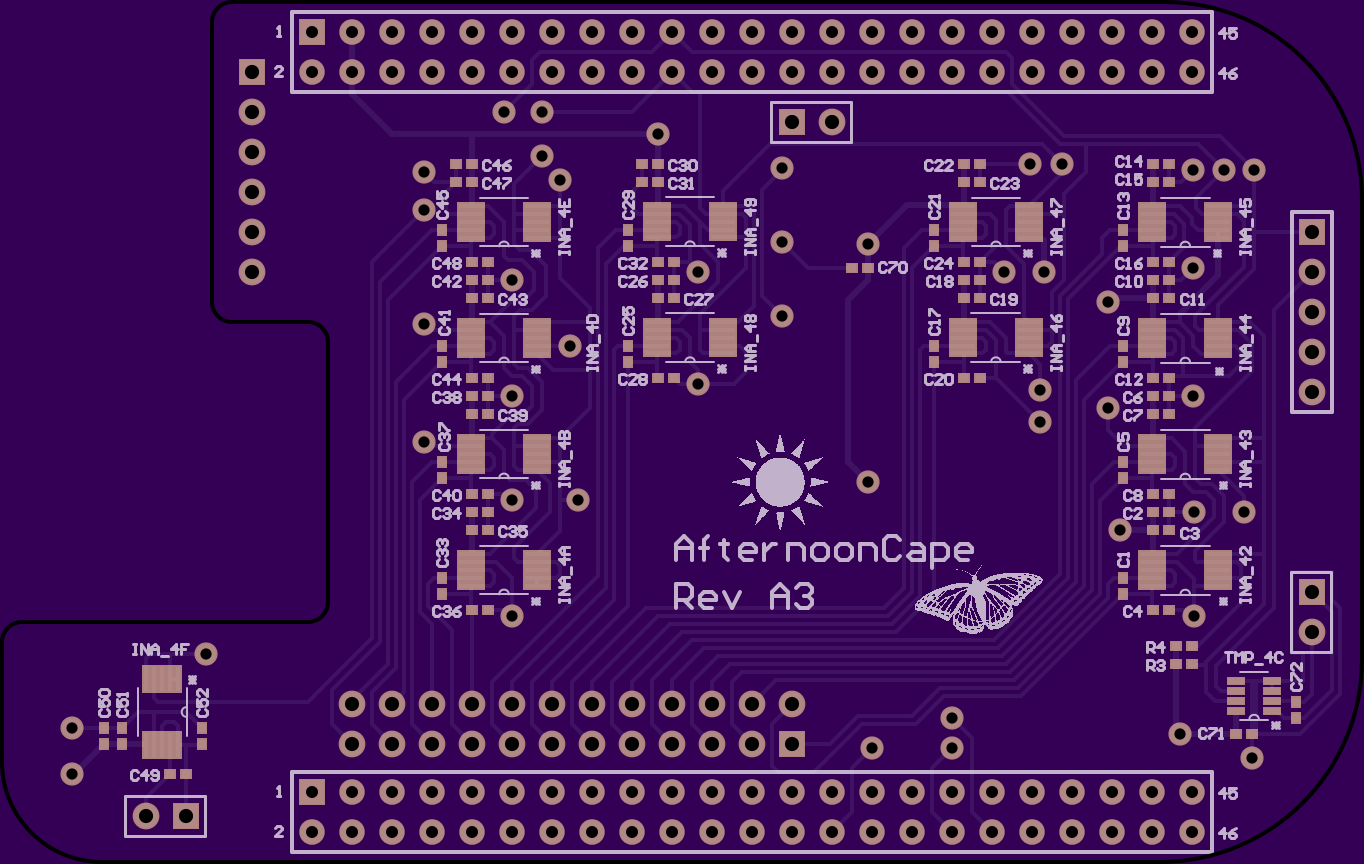 1
45
2
46
C46
C47
C45
INA_4E
C48
C42
C43
C30
C31
C29
INA_49
C32
C26
C27
C22
C23
C21
INA_47
C24
C18
C19
C14
C15
C13
INA_45
C16
C10
C11
C70
C41
INA_4D
C44
C38
C39
C25
INA_48
C28
C17
INA_46
C20
C9
INA_44
C12
C6
C7
C37
INA_4B
C40
C34
C35
C5
INA_43
C8
C2
C3
C33
INA_4A
C36
AfternoonCape
Rev A3
C1
INA_42
C4
R4
R3
TMP_4C
C72
C71
INA_4F
C50
C51
C52
C49
1
45
2
46